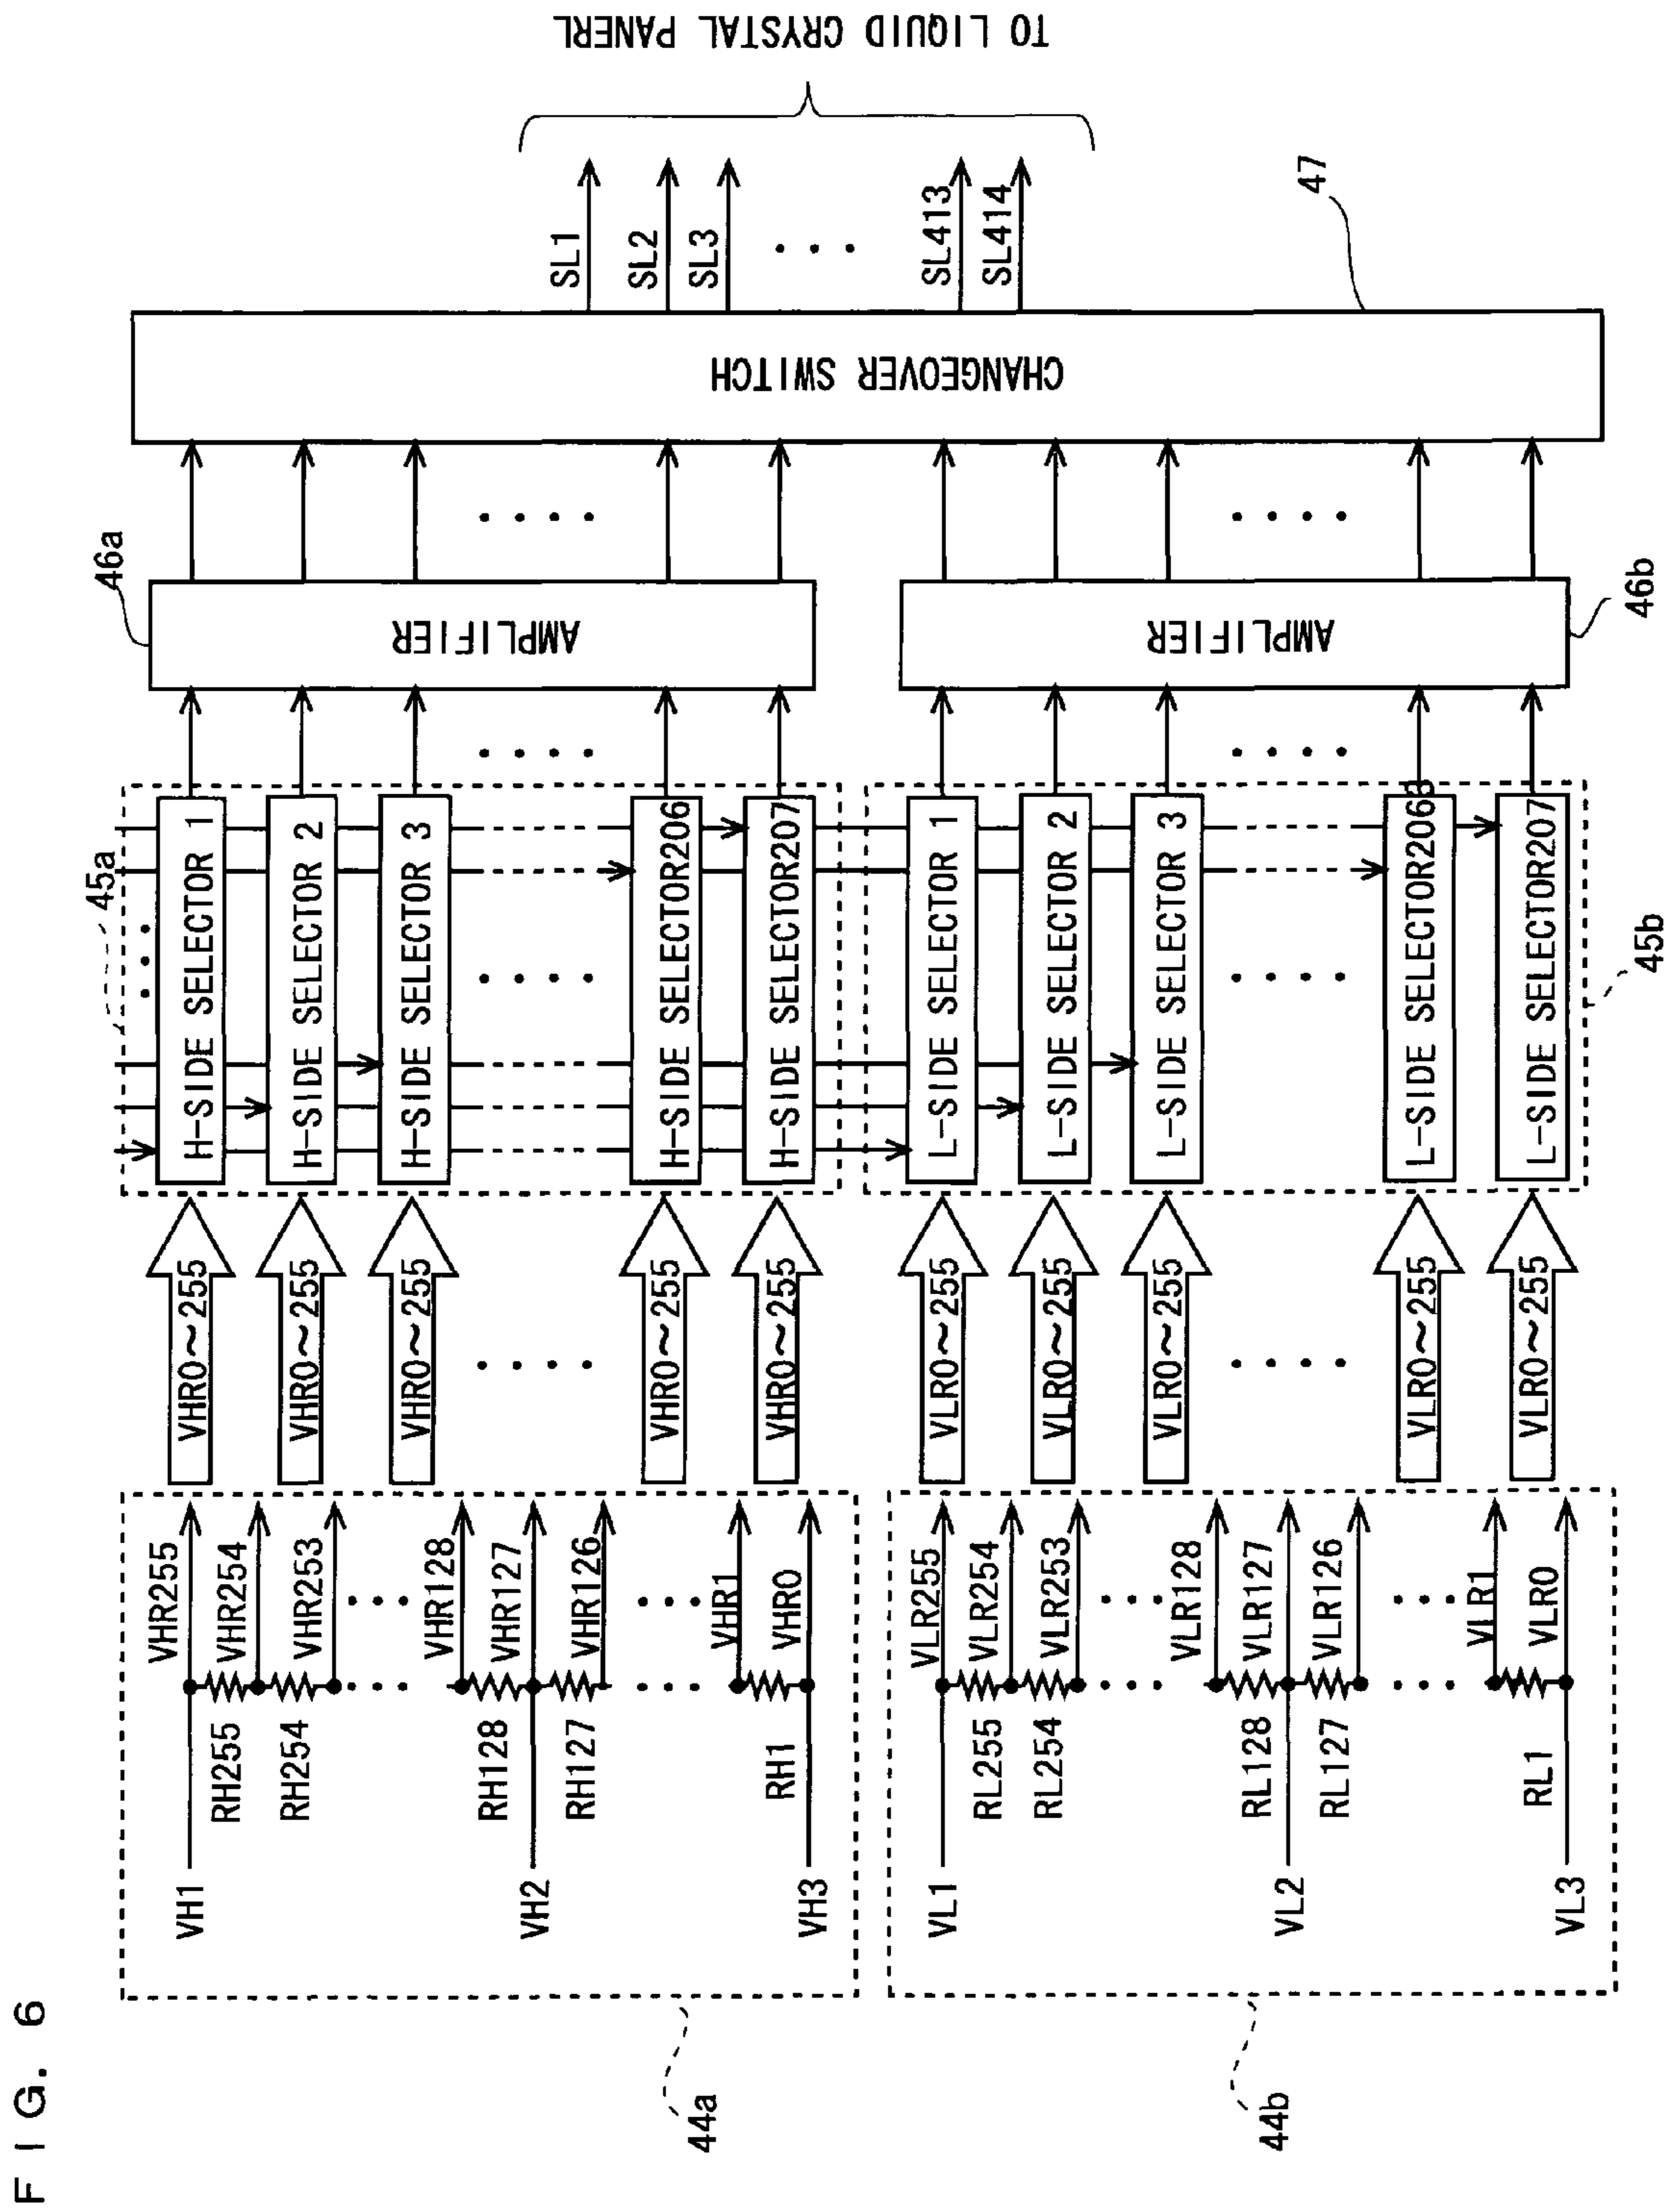 FIG. 6
44a
VH1
VH2
VH3
RH255
RH254
RH128
RH127
RH1
VHR255
VHR254
VHR253
VHR128
VHR127
VHR126
VHR1
VHR0
44b
VL1
VL2
VL3
RL255
RL254
RL128
RL127
RL1
VLR255
VLR254
VLR253
VLR128
VLR127
VLR126
VLR1
VLR0
VHR0~255
VHR0~255
VHR0~255
VHR0~255
VHR0~255
VLR0~255
VLR0~255
VLR0~255
VLR0~255
VLR0~255
45a
H-SIDE SELECTOR 1
H-SIDE SELECTOR 2
H-SIDE SELECTOR 3
H-SIDE SELECTOR206
H-SIDE SELECTOR207
45b
L-SIDE SELECTOR 1
L-SIDE SELECTOR 2
L-SIDE SELECTOR 3
L-SIDE SELECTOR2063
L-SIDE SELECTOR207
46a
AMPLIFIER
46b
AMPLIFIER
47
CHANGEOVER SWITCH
SL1
SL2
SL3
SL413
SL414
TO LIQUID CRYSTAL PANERL